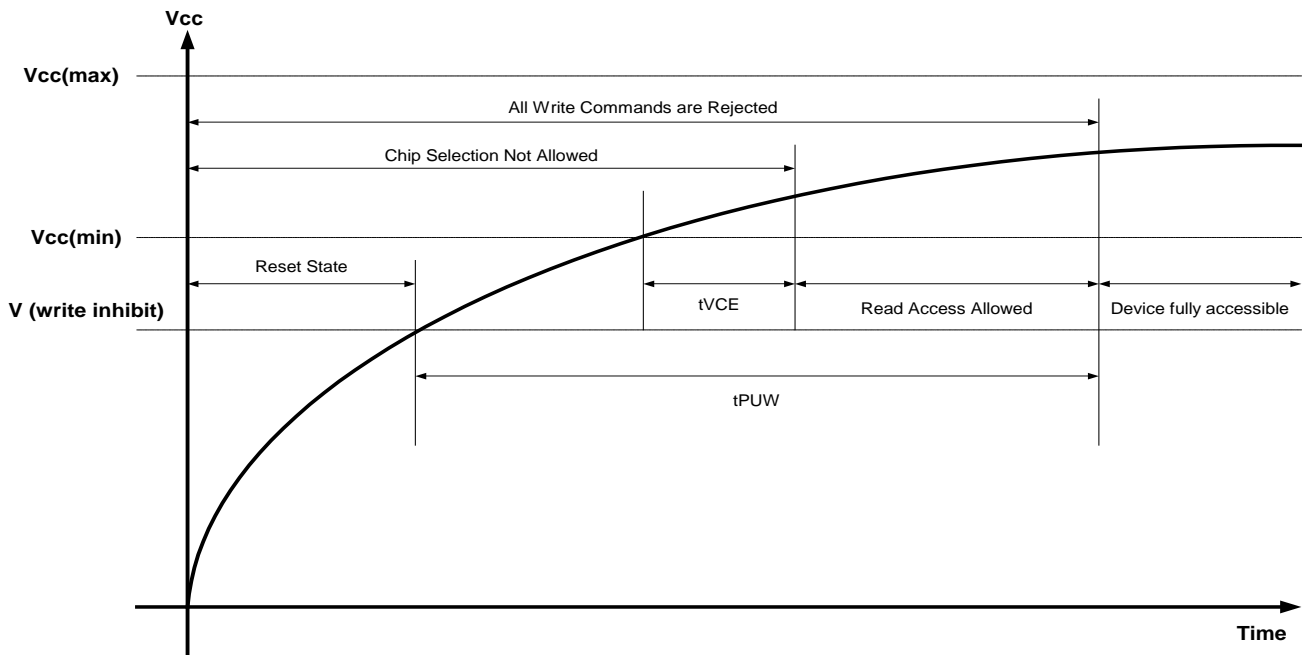 Vcc
Vcc(max)
All Write Commands are Rejected
Chip Selection Not Allowed
Vcc(min)
Reset State
V (write inhibit)
tVCE
Read Access Allowed
Device fully accessible
tPUW
Time